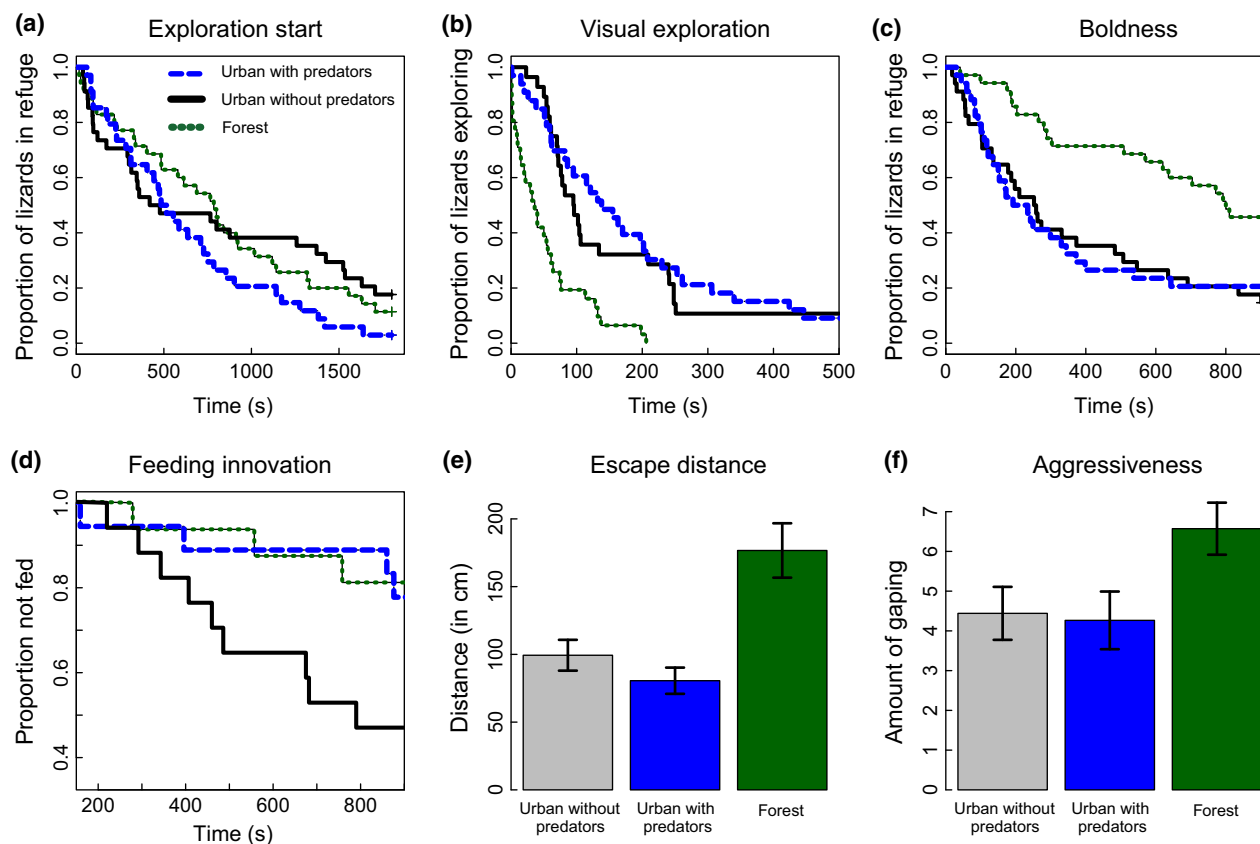 (a) Exploration start
Proportion of lizards in refuge
1.0
0.8
0.6
0.4
0.2
0.0
Urban with predators
Urban without predators
Forest
0 500 1000 1500
Time (s)
(b) Visual exploration
Proportion of lizards exploring
1.0
0.8
0.6
0.4
0.2
0.0
0 100 200 300 400 500
Time (s)
(c) Boldness
Proportion of lizards in refuge
1.0
0.8
0.6
0.4
0.2
0.0
0 200 400 600 800
Time (s)
(d) Feeding innovation
Proportion not fed
1.0
0.8
0.6
0.4
200 400 600 800
Time (s)
(e) Escape distance
Distance (in cm)
200
150
100
50
0
Urban without
predators
Urban with
predators
Forest
(f) Aggressiveness
Amount of gaping
7
6
5
4
3
2
1
0
Urban without
predators
Urban with
predators
Forest